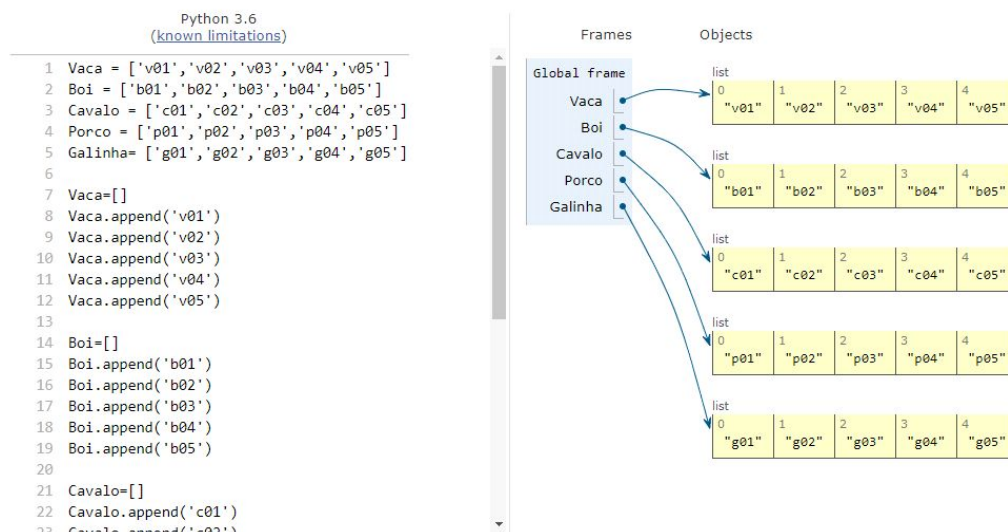 Python 3.6
(known limitations)
1 Vaca = ['v01','v02','v03','v04','v05']
2 Boi = ['b01','b02','b03','b04','b05']
3 Cavalo = ['c01','c02','c03','c04','c05']
4 Porco = ['p01','p02','p03','p04','p05']
5 Galinha= ['g01','g02','g03','g04','g05']
6
7 Vaca=[]
8 Vaca.append('v01')
9 Vaca.append('v02')
10 Vaca.append('v03')
11 Vaca.append('v04')
12 Vaca.append('v05')
13
14 Boi=[]
15 Boi.append('b01')
16 Boi.append('b02')
17 Boi.append('b03')
18 Boi.append('b04')
19 Boi.append('b05')
20
21 Cavalo=[]
22 Cavalo.append('c01')
23 Cavalo.append('c02')
Frames Objects
Global frame
Vaca
Boi
Cavalo
Porco
Galinha
list
0 1 2 3 4
"v01" "v02" "v03" "v04" "v05"
list
0 1 2 3 4
"b01" "b02" "b03" "b04" "b05"
list
0 1 2 3 4
"c01" "c02" "c03" "c04" "c05"
list
0 1 2 3 4
"p01" "p02" "p03" "p04" "p05"
list
0 1 2 3 4
"g01" "g02" "g03" "g04" "g05"